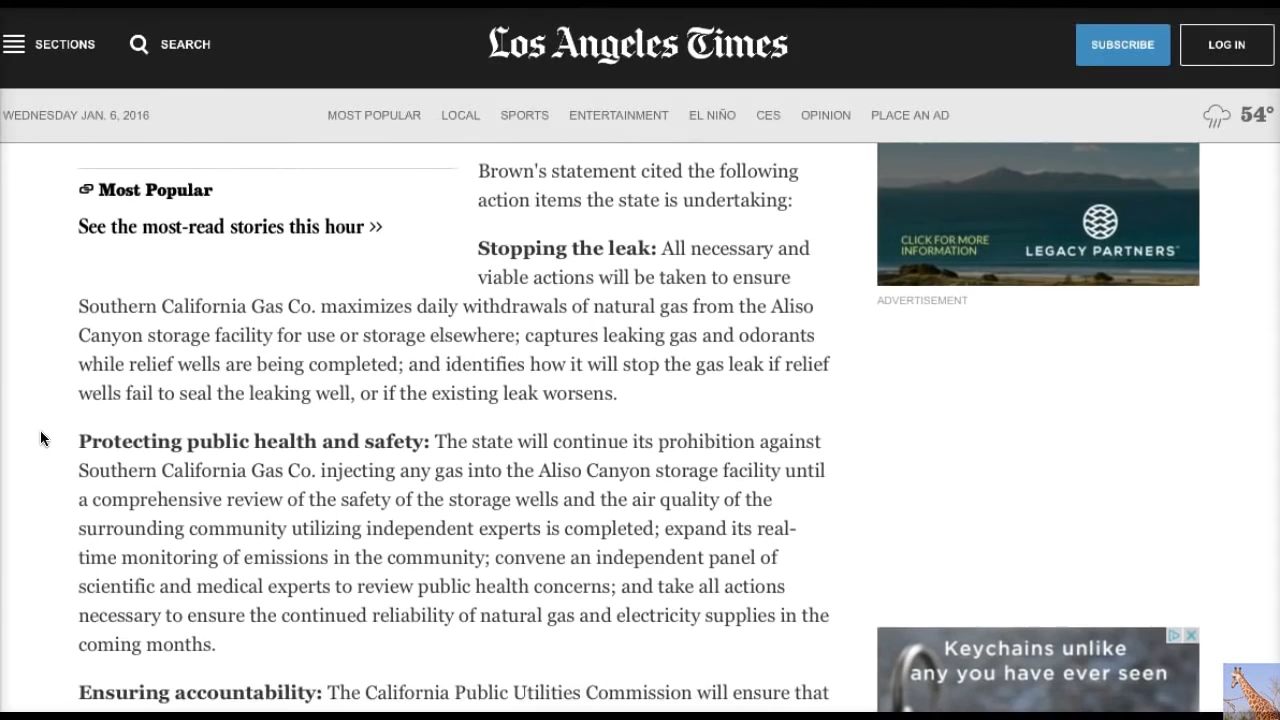 SECTIONS
SEARCH
Los Angeles Times
SUBSCRIBE
LOG IN
WEDNESDAY JAN. 6, 2016
MOST POPULAR
LOCAL
SPORTS
ENTERTAINMENT
EL NIÑO
CES
OPINION
PLACE AN AD
54°
Most Popular
See the most-read stories this hour >>
Brown's statement cited the following
action items the state is undertaking:
Stopping the leak: All necessary and
viable actions will be taken to ensure
Southern California Gas Co. maximizes daily withdrawals of natural gas from the Aliso
Canyon storage facility for use or storage elsewhere; captures leaking gas and odorants
while relief wells are being completed; and identifies how it will stop the gas leak if relief
wells fail to seal the leaking well, or if the existing leak worsens.
Protecting public health and safety: The state will continue its prohibition against
Southern California Gas Co. injecting any gas into the Aliso Canyon storage facility until
a comprehensive review of the safety of the storage wells and the air quality of the
surrounding community utilizing independent experts is completed; expand its real-
time monitoring of emissions in the community; convene an independent panel of
scientific and medical experts to review public health concerns; and take all actions
necessary to ensure the continued reliability of natural gas and electricity supplies in the
coming months.
Ensuring accountability: The California Public Utilities Commission will ensure that
CLICK FOR MORE
INFORMATION
LEGACY PARTNERS
ADVERTISEMENT
Keychains unlike
any you have ever seen